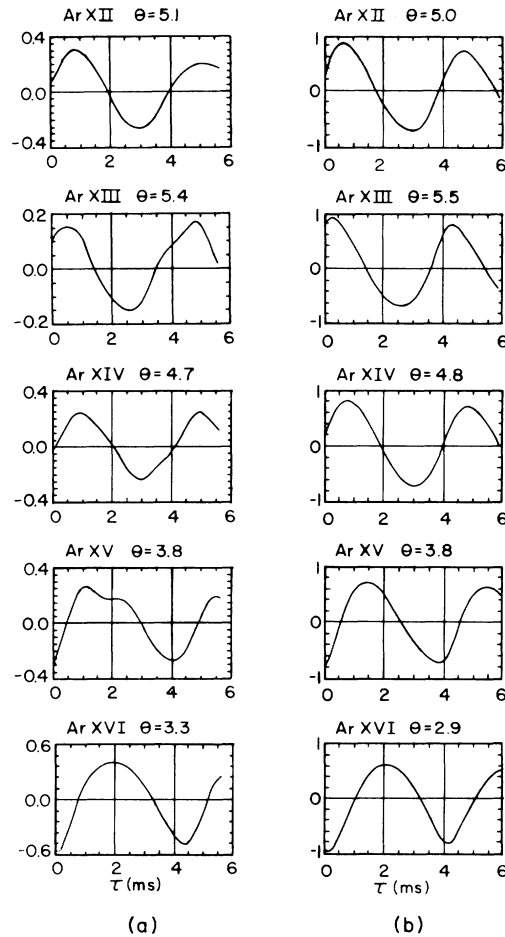 Ar XII θ=5.1
0.4
0.0
-0.4
0 2 4 6
Ar XIII θ=5.4
0.2
0.0
-0.2
0 2 4 6
Ar XIV θ=4.7
0.4
0.0
-0.4
0 2 4 6
Ar XV θ=3.8
0.4
0.0
-0.4
0 2 4 6
Ar XVI θ=3.3
0.6
0.0
-0.6
0 2 4 6
τ (ms)
(a)
Ar XII θ=5.0
1
0
-1
0 2 4 6
Ar XIII θ=5.5
1
0
-1
0 2 4 6
Ar XIV θ=4.8
1
0
-1
0 2 4 6
Ar XV θ=3.8
1
0
-1
0 2 4 6
Ar XVI θ=2.9
1
0
-1
0 2 4 6
τ (ms)
(b)